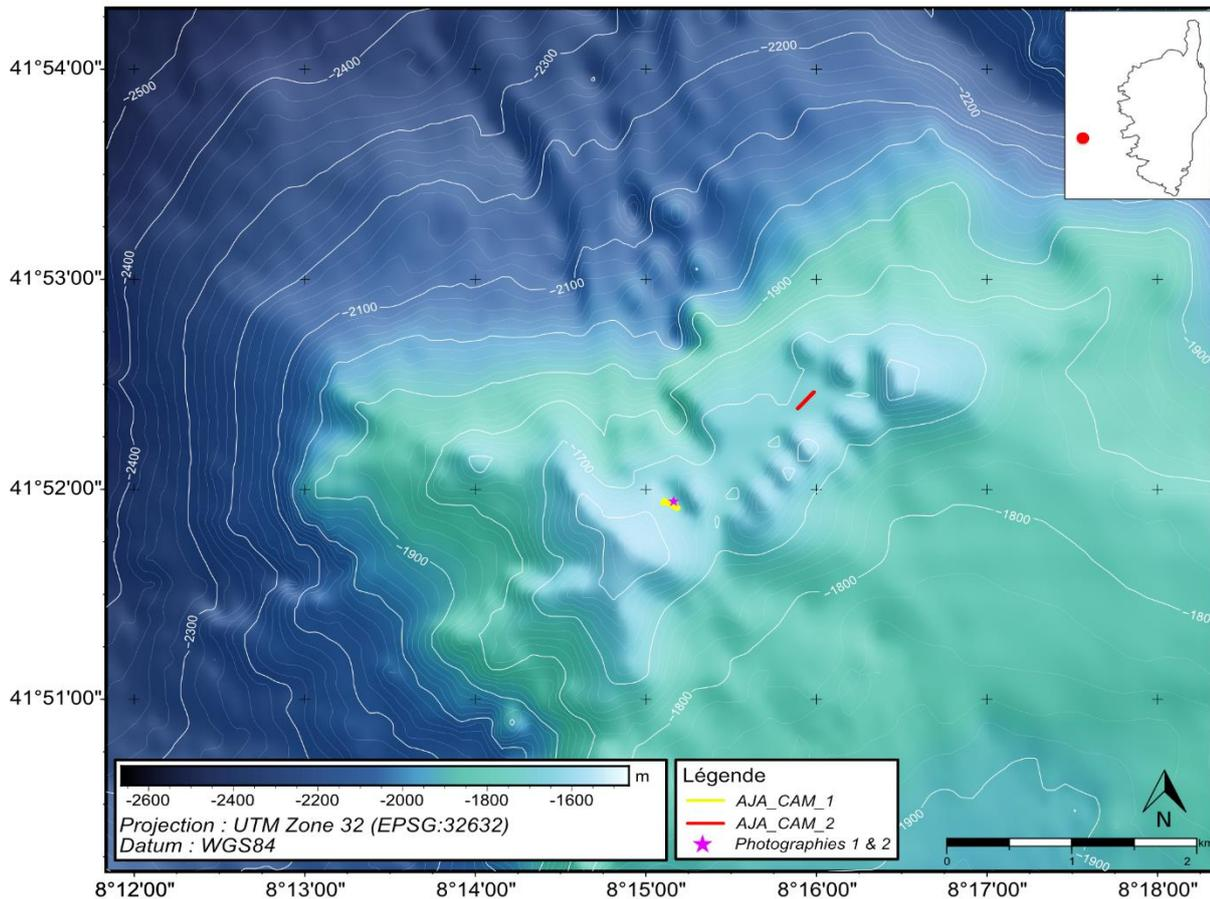 41°54'00"
41°53'00"
41°52'00"
41°51'00"
-2500
-2400
-2300
-2200
-2200
-2400
-2100
-2100
-1900
-1900
-2400
-1700
-1800
-1900
-1800
-1800
-2300
-1800
-1900
-1900
m
-2600 -2400 -2200 -2000 -1800 -1600
Projection : UTM Zone 32 (EPSG:32632)
Datum : WGS84
Légende
AJA_CAM_1
AJA_CAM_2
Photographies 1 & 2
N
0 1 2 km
8°12'00" 8°13'00" 8°14'00" 8°15'00" 8°16'00" 8°17'00" 8°18'00"